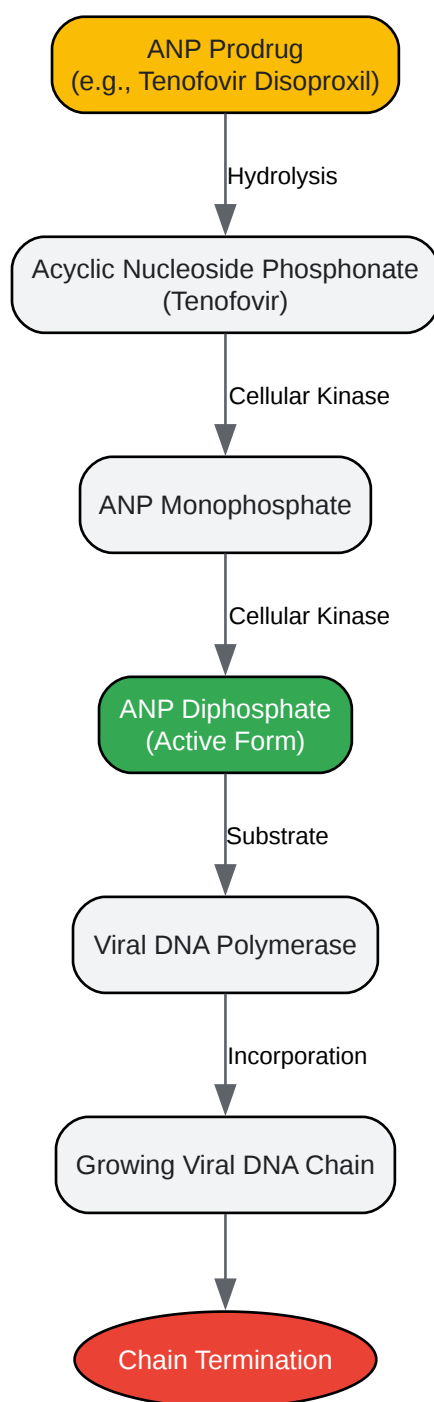 ANP Prodrug
(e.g., Tenofovir Disoproxil)
Hydrolysis
Acyclic Nucleoside Phosphonate
(Tenofovir)
Cellular Kinase
ANP Monophosphate
Cellular Kinase
ANP Diphosphate
(Active Form)
Substrate
Viral DNA Polymerase
Incorporation
Growing Viral DNA Chain
Chain Termination